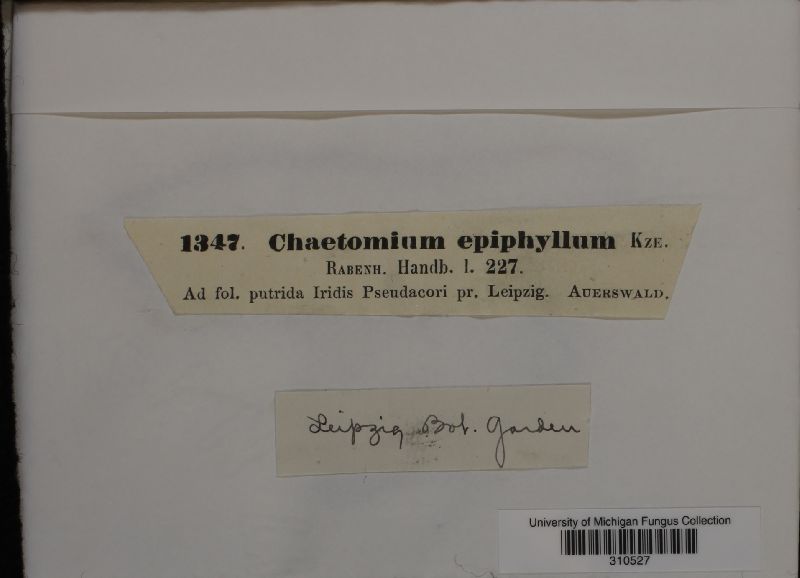 1347. Chaetomium epiphyllum Kze.
Rabenh. Handb. l. 227.
Ad fol. putrida Iridis Pseudacori pr. Leipzig. Auerswald.
Leipzig Bot. Garden
University of Michigan Fungus Collection
310527